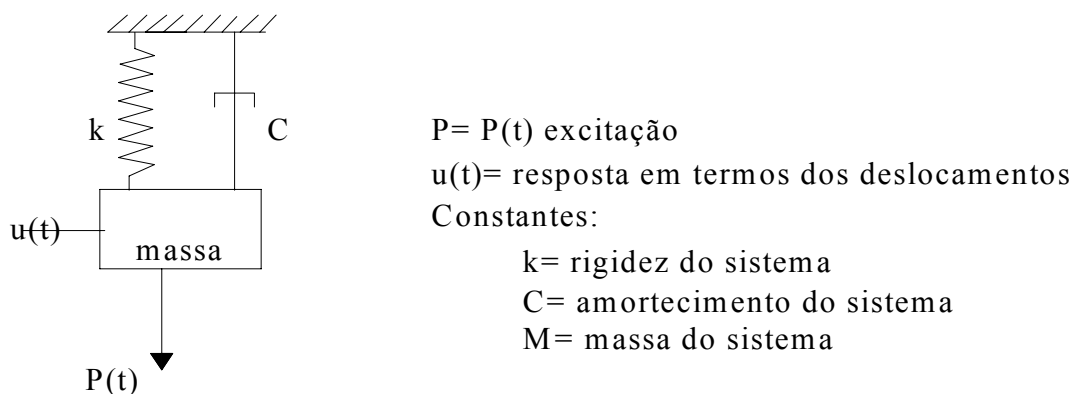 k
C
u(t)
massa
P(t)
P= P(t) excitação
u(t)= resposta em termos dos deslocamentos
Constantes:
k= rigidez do sistema
C= amortecimento do sistema
M= massa do sistema